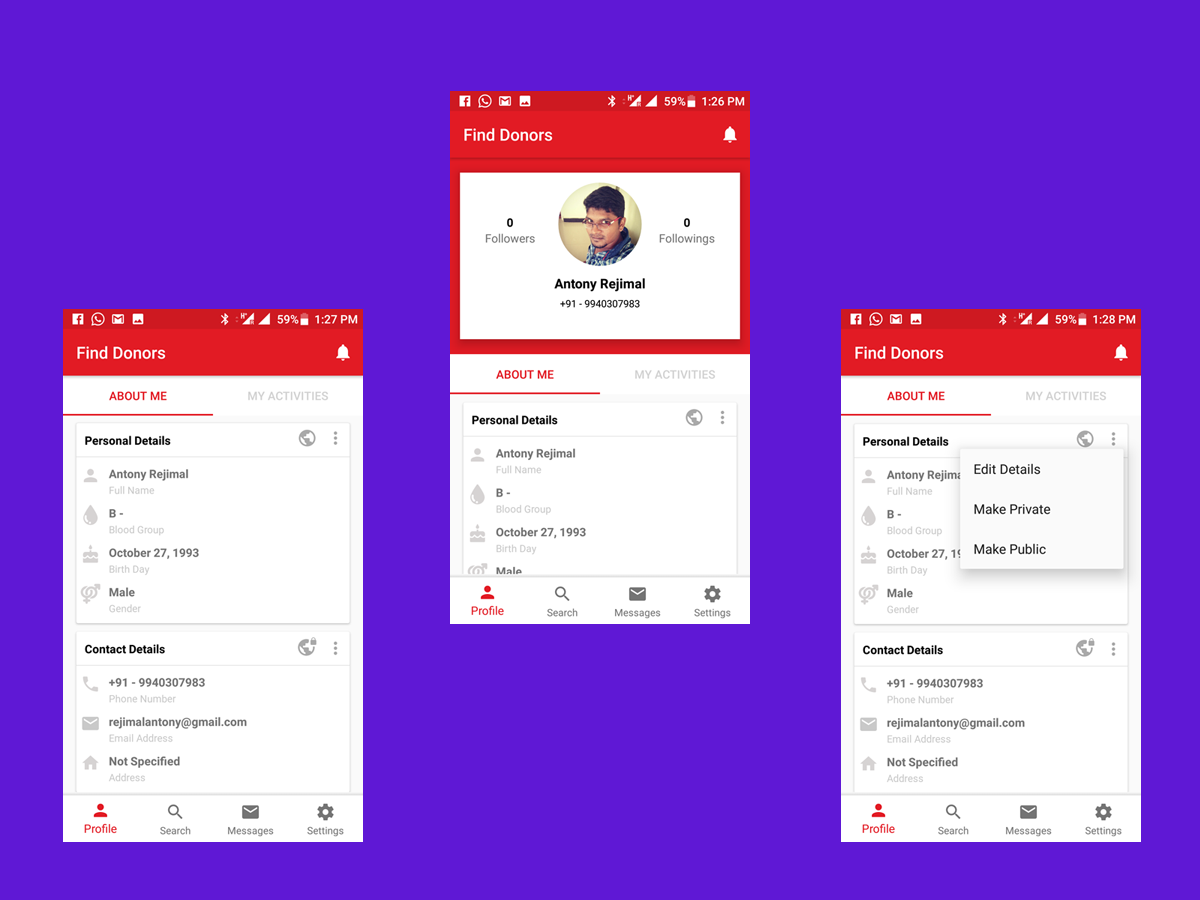 59% 1:27 PM
Find Donors
ABOUT ME MY ACTIVITIES
Personal Details
Antony Rejimal
Full Name
B -
Blood Group
October 27, 1993
Birth Day
Male
Gender
Contact Details
+91 - 9940307983
Phone Number
rejimalantony@gmail.com
Email Address
Not Specified
Address
Profile Search Messages Settings
H+ 59% 1:26 PM
Find Donors
0 0
Followers Followings
Antony Rejimal
+91 - 9940307983
ABOUT ME MY ACTIVITIES
Personal Details
Antony Rejimal
Full Name
B -
Blood Group
October 27, 1993
Birth Day
Male
Profile Search Messages Settings
59% 1:28 PM
Find Donors
ABOUT ME MY ACTIVITIES
Personal Details
Edit Details
Make Private
Make Public
Antony Rejima
Full Name
B -
Blood Group
October 27, 19
Birth Day
Male
Gender
Contact Details
+91 - 9940307983
Phone Number
rejimalantony@gmail.com
Email Address
Not Specified
Address
Profile Search Messages Settings